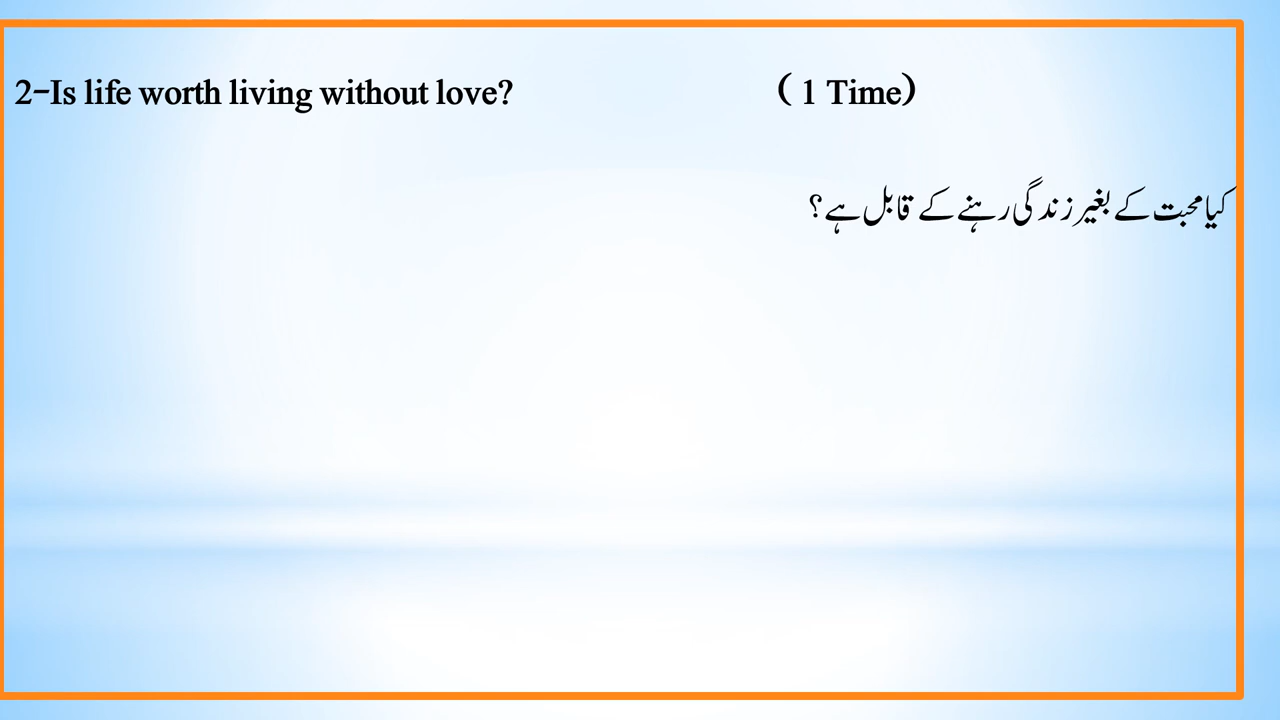 2-Is life worth living without love? ( 1 Time)
کیا محبت کے بغیر زندگی رہنے کے قابل ہے؟